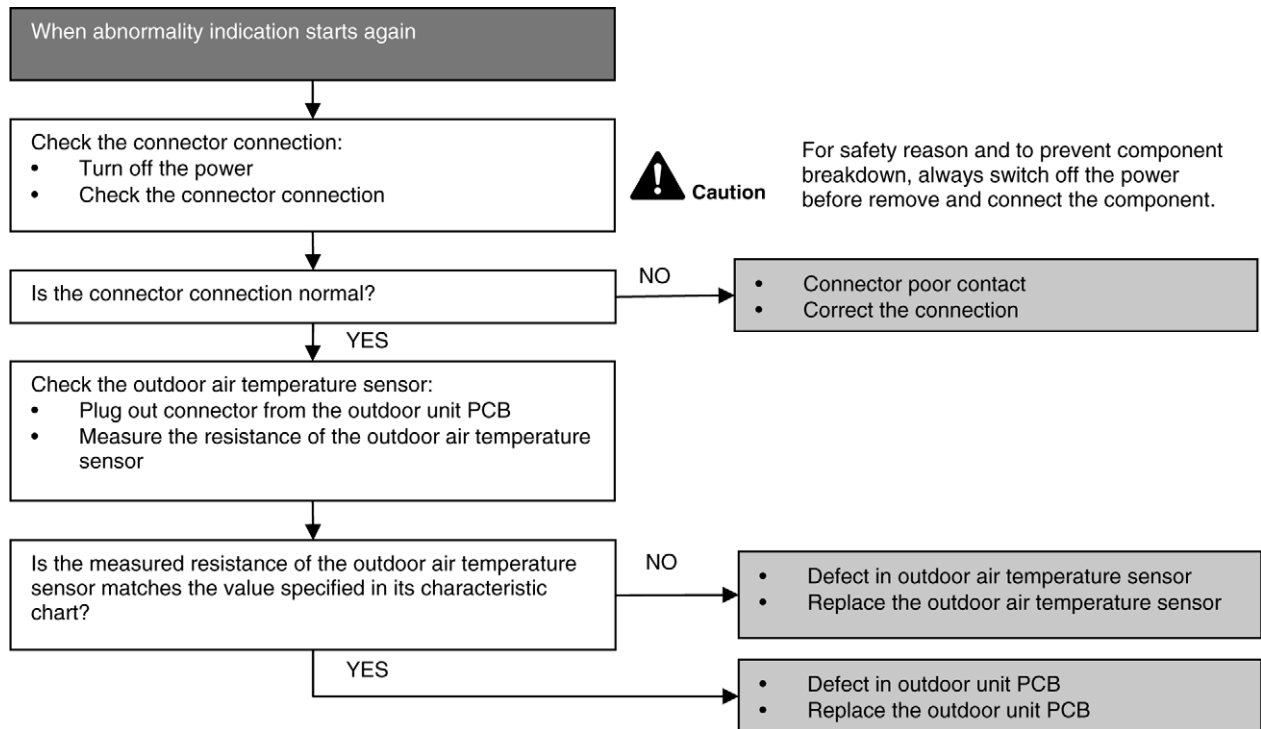 When abnormality indication starts again
Check the connector connection:
• Turn off the power
• Check the connector connection
Caution
For safety reason and to prevent component
breakdown, always switch off the power
before remove and connect the component.
Is the connector connection normal?
NO
• Connector poor contact
• Correct the connection
YES
Check the outdoor air temperature sensor:
• Plug out connector from the outdoor unit PCB
• Measure the resistance of the outdoor air temperature
sensor
Is the measured resistance of the outdoor air temperature
sensor matches the value specified in its characteristic
chart?
NO
• Defect in outdoor air temperature sensor
• Replace the outdoor air temperature sensor
YES
• Defect in outdoor unit PCB
• Replace the outdoor unit PCB